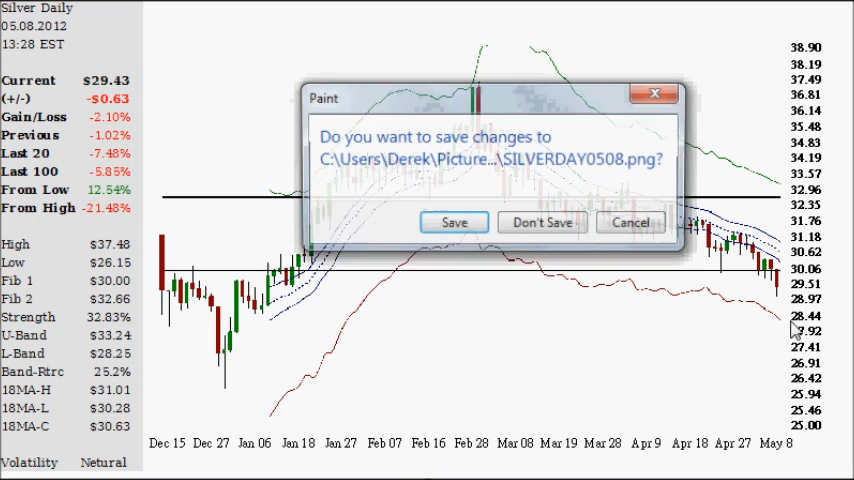 Silver Daily
05.08.2012
13:28 EST
Current $29.43
(+/-) -$0.63
Gain/Loss -2.10%
Previous -1.02%
Last 20 -7.48%
Last 100 -5.85%
From Low 12.54%
From High -21.48%
High $37.48
Low $26.15
Fib 1 $30.00
Fib 2 $32.66
Strength 32.83%
U-Band $33.24
L-Band $28.25
Band-Rtrc 25.2%
18MA-H $31.01
18MA-L $30.28
18MA-C $30.63
Volatility Netural
Paint
Do you want to save changes to
C:\Users\Derek\Picture...\SILVERDAY0508.png?
Save Don't Save Cancel
38.90
38.19
37.49
36.81
36.14
35.48
34.83
34.19
33.57
32.96
32.35
31.76
31.18
30.62
30.06
29.51
28.97
28.44
27.92
27.41
26.91
26.42
25.94
25.46
25.00
Dec 15 Dec 27 Jan 06 Jan 18 Jan 27 Feb 07 Feb 16 Feb 28 Mar 08 Mar 19 Mar 28 Apr 9 Apr 18 Apr 27 May 8